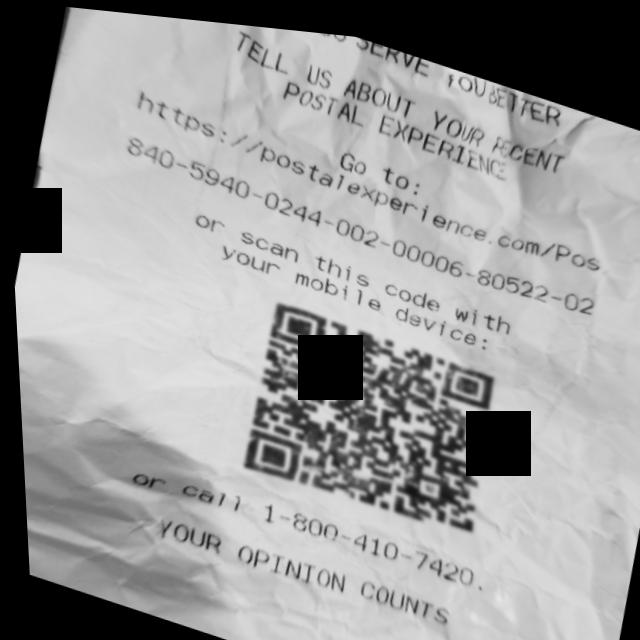 SERVE YOU BETTER
TELL US ABOUT YOUR RECENT
POSTAL EXPERIENCE
Go to:
https://postalexperience.com/Pos
840-5940-0244-002-00006-80522-02
or scan this code with
your mobile device:
or call 1-800-410-7420.
YOUR OPINION COUNTS